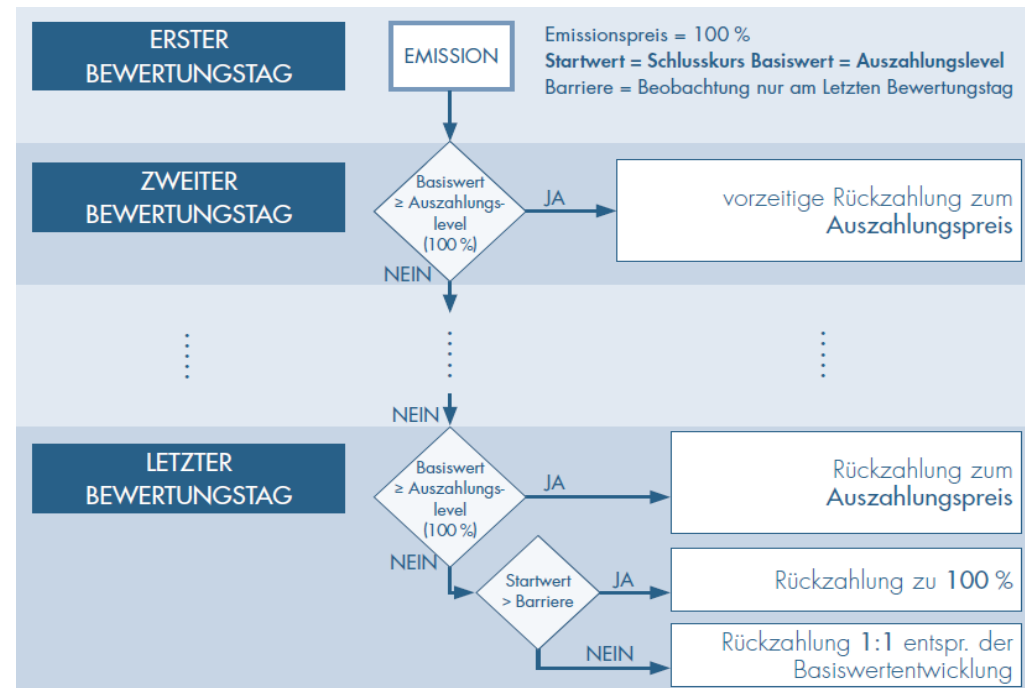 ERSTER
BEWERTUNGSTAG
EMISSION
Emissionspreis = 100 %
Startwert = Schlusskurs Basiswert = Auszahlungslevel
Barriere = Beobachtung nur am Letzten Bewertungstag
ZWEITER
BEWERTUNGSTAG
Basiswert
≥ Auszahlungs-
level
(100 %)
JA
vorzeitige Rückzahlung zum
Auszahlungspreis
NEIN
NEIN
LETZTER
BEWERTUNGSTAG
Basiswert
≥ Auszahlungs-
level
(100 %)
JA
Rückzahlung zum
Auszahlungspreis
NEIN
Startwert
> Barriere
JA
Rückzahlung zu 100 %
NEIN
Rückzahlung 1:1 entspr. der
Basiswertentwicklung